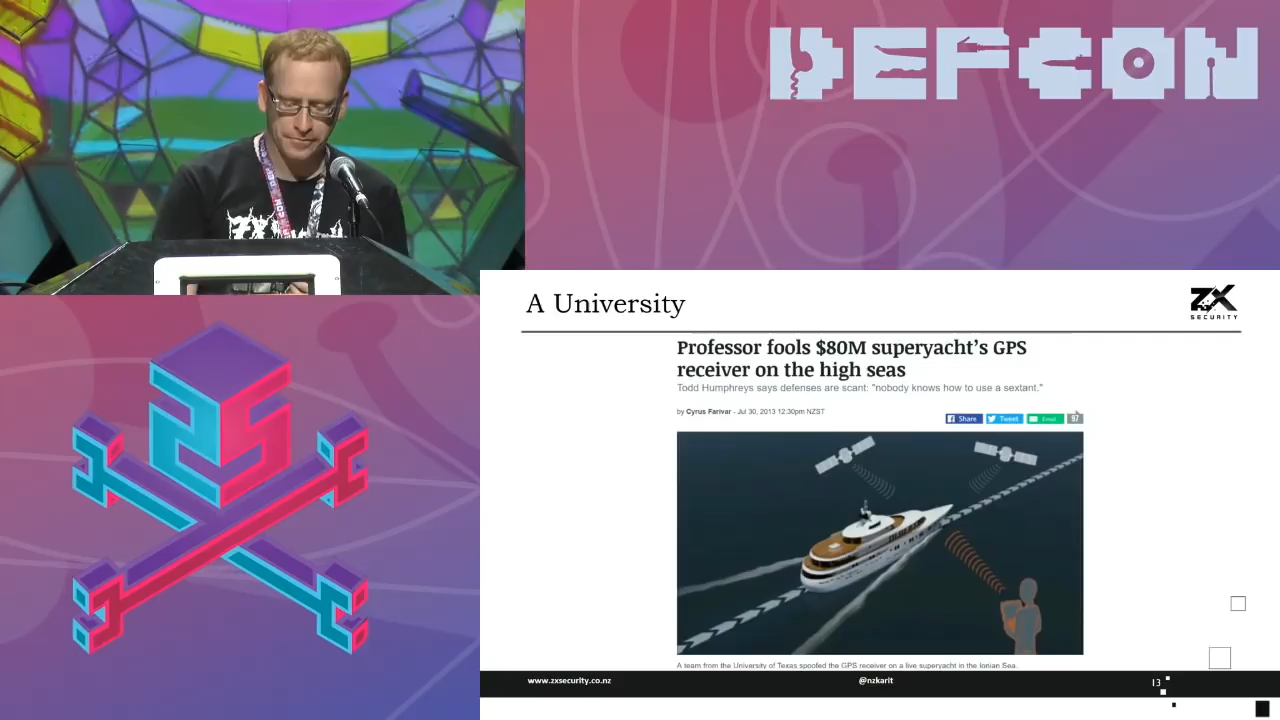 DEFCON
A University
ZX
SECURITY
Professor fools $80M superyacht's GPS
receiver on the high seas
Todd Humphreys says defenses are scant: "nobody knows how to use a sextant."
by Cyrus Farivar - Jul 30, 2013 12:30pm NZST
Share Tweet Email 97
A team from the University of Texas spoofed the GPS receiver on a live superyacht in the Ionian Sea.
www.zxsecurity.co.nz @nzkarit 13